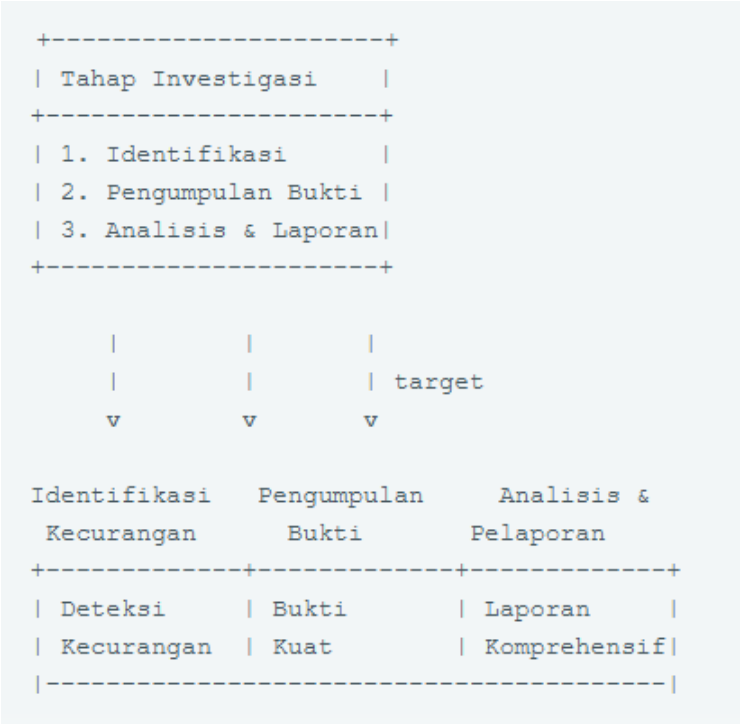 +----------------------+
| Tahap Investigasi    |
+----------------------+
| 1. Identifikasi      |
| 2. Pengumpulan Bukti |
| 3. Analisis & Laporan|
+----------------------+
|        |       |
|        |       | target
v        v       v
Identifikasi   Pengumpulan     Analisis &
Kecurangan      Bukti       Pelaporan
+-------------+-------------+-------------+
| Deteksi     | Bukti       | Laporan     |
| Kecurangan  | Kuat        | Komprehensif|
|-----------------------------------------|